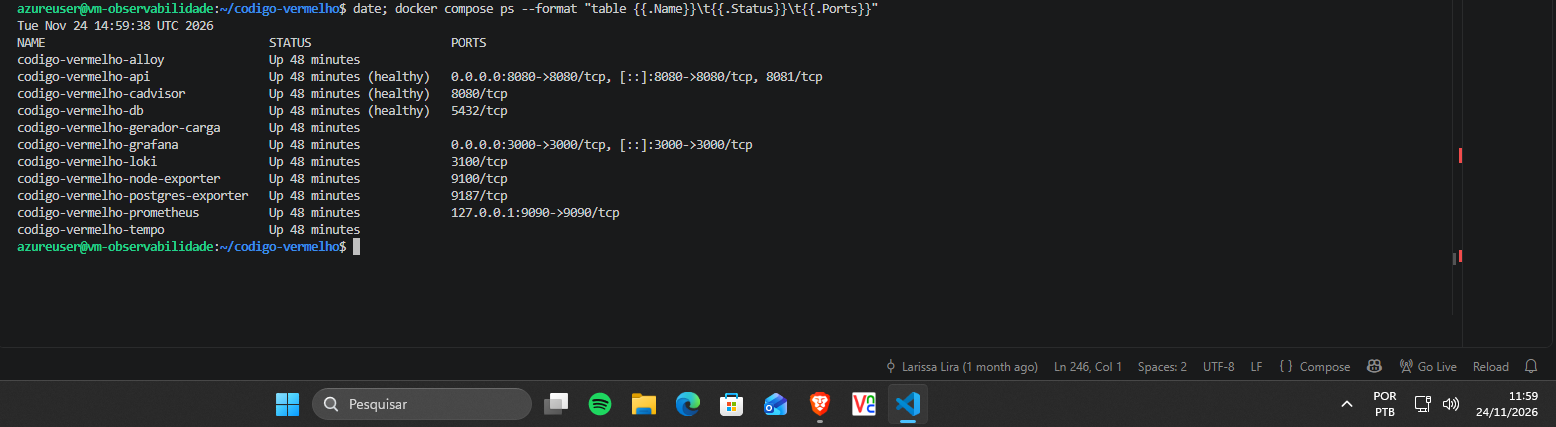 azureuser@vm-observabilidade:~/codigo-vermelho$ date; docker compose ps --format "table {{.Name}}\t{{.Status}}\t{{.Ports}}"
Tue Nov 24 14:59:38 UTC 2026
NAME STATUS PORTS
codigo-vermelho-alloy Up 48 minutes
codigo-vermelho-api Up 48 minutes (healthy) 0.0.0.0:8080->8080/tcp, [::]:8080->8080/tcp, 8081/tcp
codigo-vermelho-cadvisor Up 48 minutes (healthy) 8080/tcp
codigo-vermelho-db Up 48 minutes (healthy) 5432/tcp
codigo-vermelho-gerador-carga Up 48 minutes
codigo-vermelho-grafana Up 48 minutes 0.0.0.0:3000->3000/tcp, [::]:3000->3000/tcp
codigo-vermelho-loki Up 48 minutes 3100/tcp
codigo-vermelho-node-exporter Up 48 minutes 9100/tcp
codigo-vermelho-postgres-exporter Up 48 minutes 9187/tcp
codigo-vermelho-prometheus Up 48 minutes 127.0.0.1:9090->9090/tcp
codigo-vermelho-tempo Up 48 minutes
azureuser@vm-observabilidade:~/codigo-vermelho$
Larissa Lira (1 month ago) Ln 246, Col 1 Spaces: 2 UTF-8 LF { } Compose Go Live Reload
Pesquisar
VNC
POR
PTB
11:59
24/11/2026